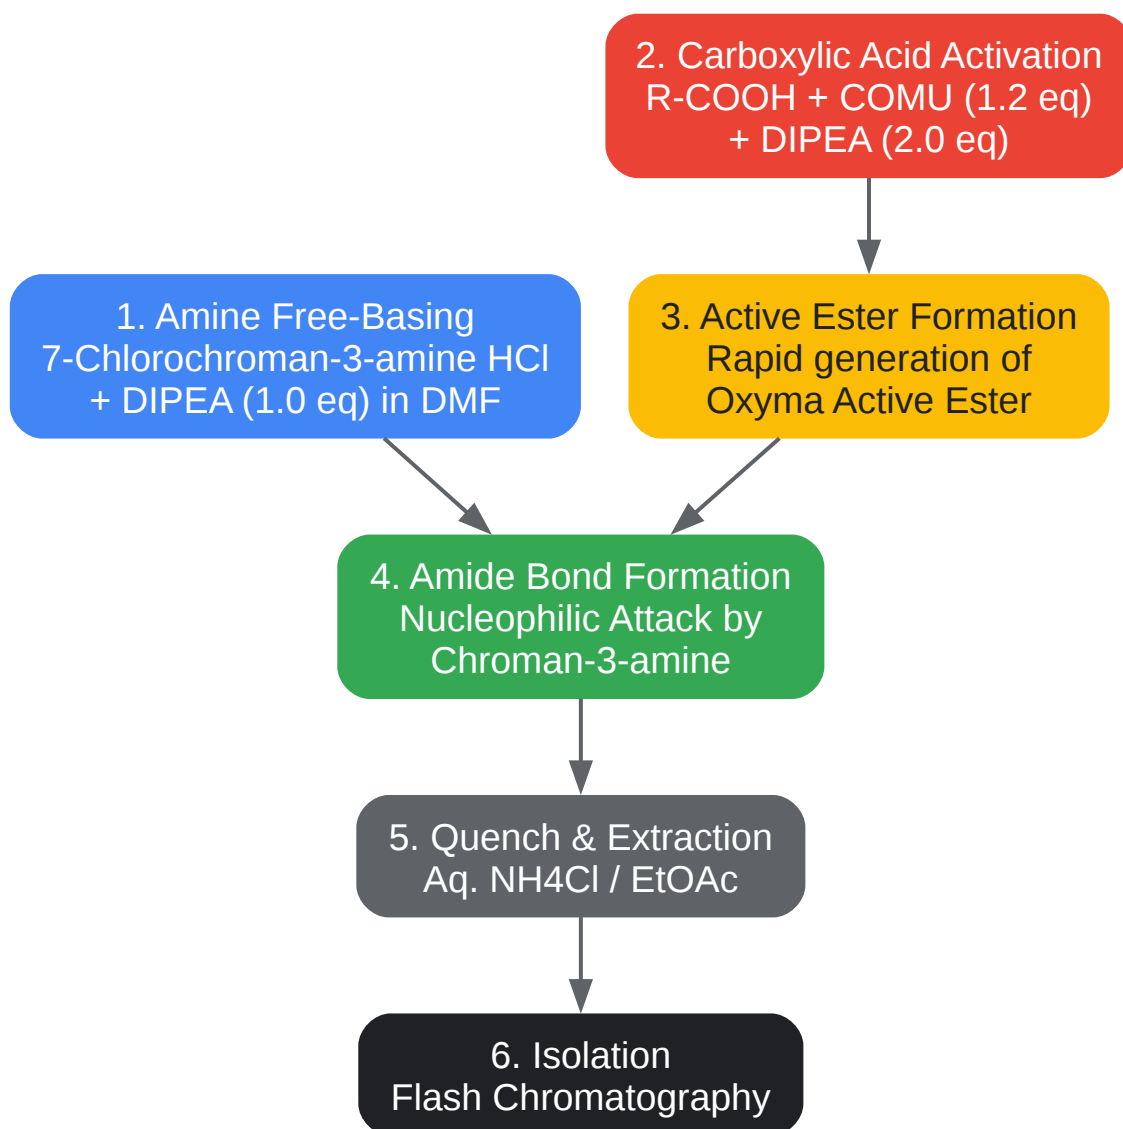 2. Carboxylic Acid Activation
R-COOH + COMU (1.2 eq)
+ DIPEA (2.0 eq)
1. Amine Free-Basing
7-Chlorochroman-3-amine HCl
+ DIPEA (1.0 eq) in DMF
3. Active Ester Formation
Rapid generation of
Oxyma Active Ester
4. Amide Bond Formation
Nucleophilic Attack by
Chroman-3-amine
5. Quench & Extraction
Aq. NH4Cl / EtOAc
6. Isolation
Flash Chromatography